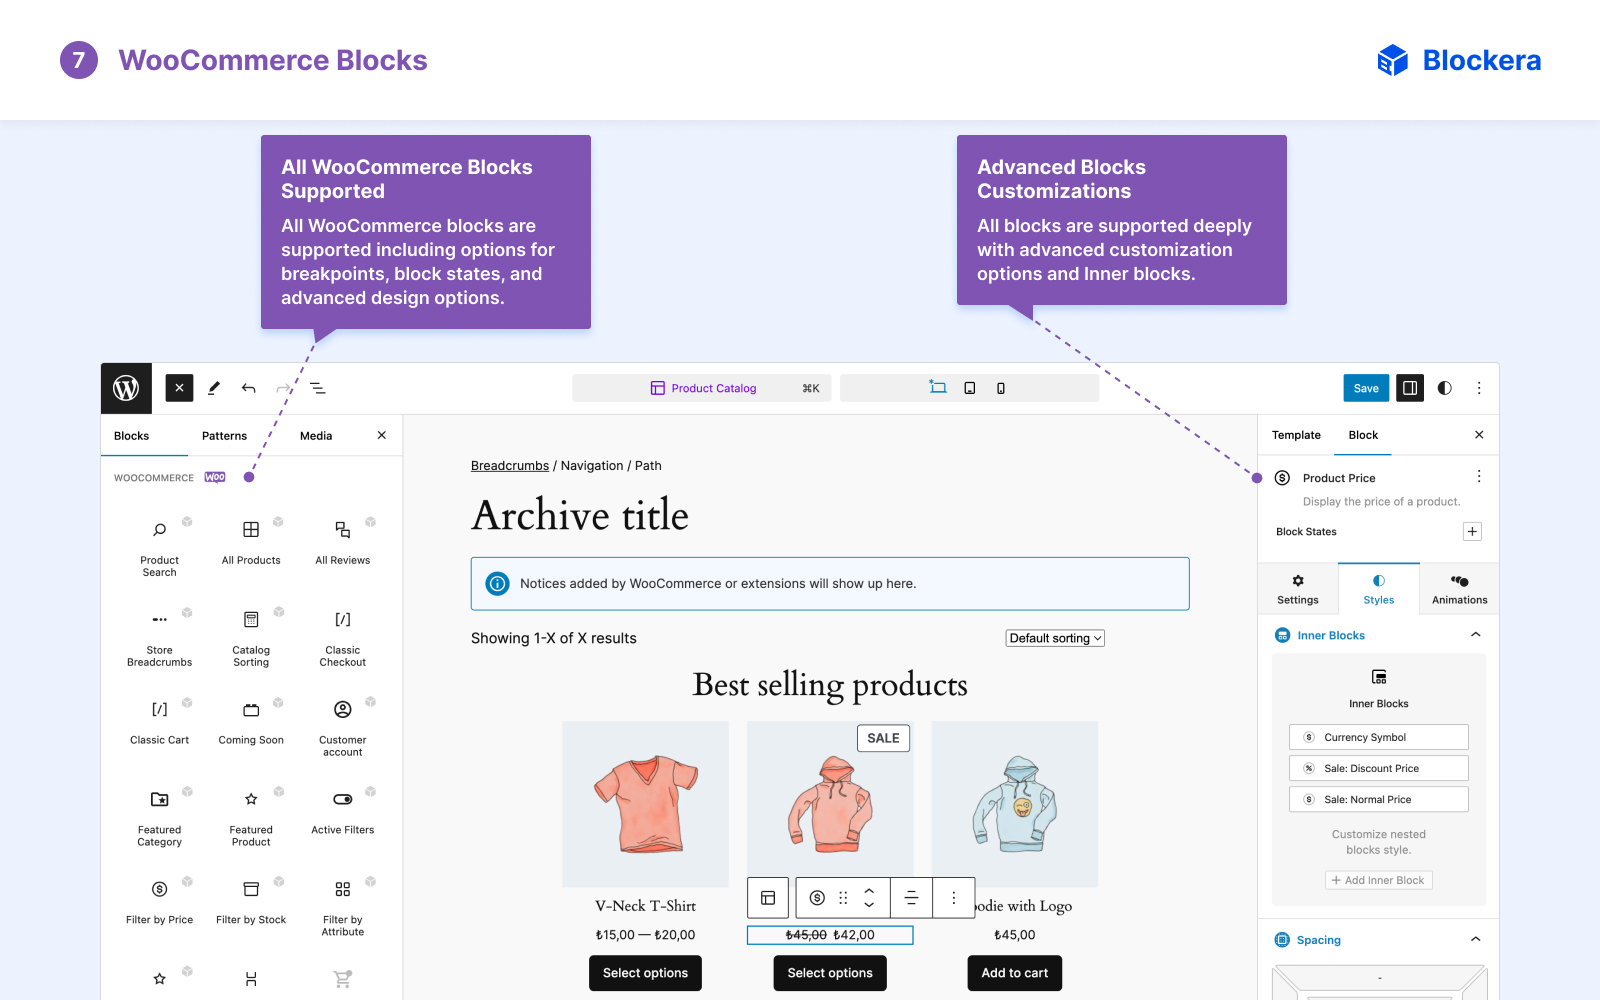 7 WooCommerce Blocks
Blockera
All WooCommerce Blocks
Supported
All WooCommerce blocks are
supported including options for
breakpoints, block states, and
advanced design options.
Advanced Blocks
Customizations
All blocks are supported deeply
with advanced customization
options and Inner blocks.
Product Catalog ⌘K
Save
Blocks Patterns Media
WOOCOMMERCE Woo
Product
Search
All Products
All Reviews
Store
Breadcrumbs
Catalog
Sorting
[/]
Classic
Checkout
[/]
Classic Cart
Coming Soon
Customer
account
Featured
Category
Featured
Product
Active Filters
Filter by Price
Filter by Stock
Filter by
Attribute
Breadcrumbs / Navigation / Path
Archive title
Notices added by WooCommerce or extensions will show up here.
Showing 1-X of X results
Default sorting
Best selling products
SALE
V-Neck T-Shirt
₺15,00 — ₺20,00
Select options
₺45,00 ₺42,00
Select options
oodie with Logo
₺45,00
Add to cart
Template Block
Product Price
Display the price of a product.
Block States
Settings Styles Animations
Inner Blocks
Inner Blocks
Currency Symbol
Sale: Discount Price
Sale: Normal Price
Customize nested
blocks style.
+ Add Inner Block
Spacing
-